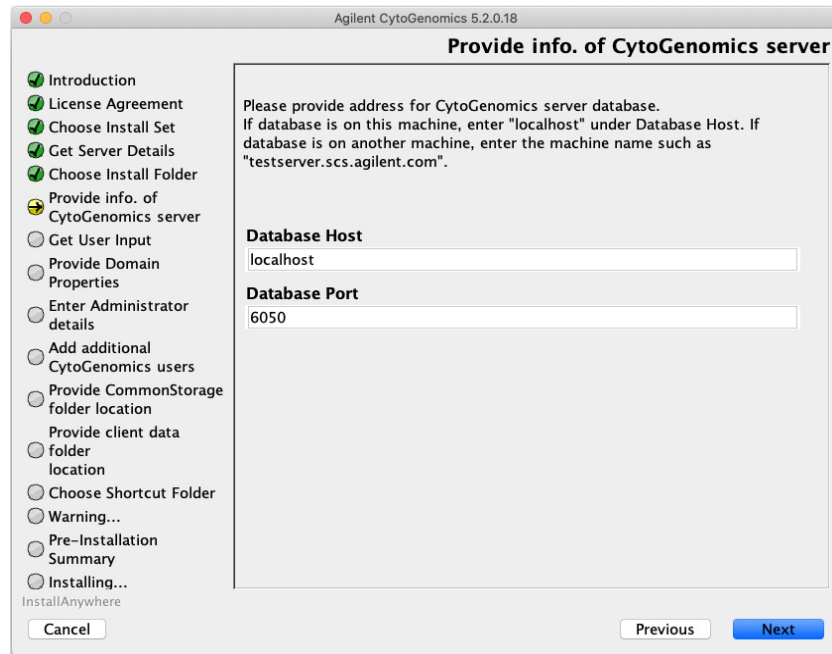 Agilent CytoGenomics 5.2.0.18
Provide info. of CytoGenomics server
Introduction
License Agreement
Choose Install Set
Get Server Details
Choose Install Folder
Provide info. of
CytoGenomics server
Get User Input
Provide Domain
Properties
Enter Administrator
details
Add additional
CytoGenomics users
Provide CommonStorage
folder location
Provide client data
folder
location
Choose Shortcut Folder
Warning...
Pre-Installation
Summary
Installing...
Please provide address for CytoGenomics server database.
If database is on this machine, enter "localhost" under Database Host. If
database is on another machine, enter the machine name such as
"testserver.scs.agilent.com".
Database Host
localhost
Database Port
6050
InstallAnywhere
Cancel
Previous
Next